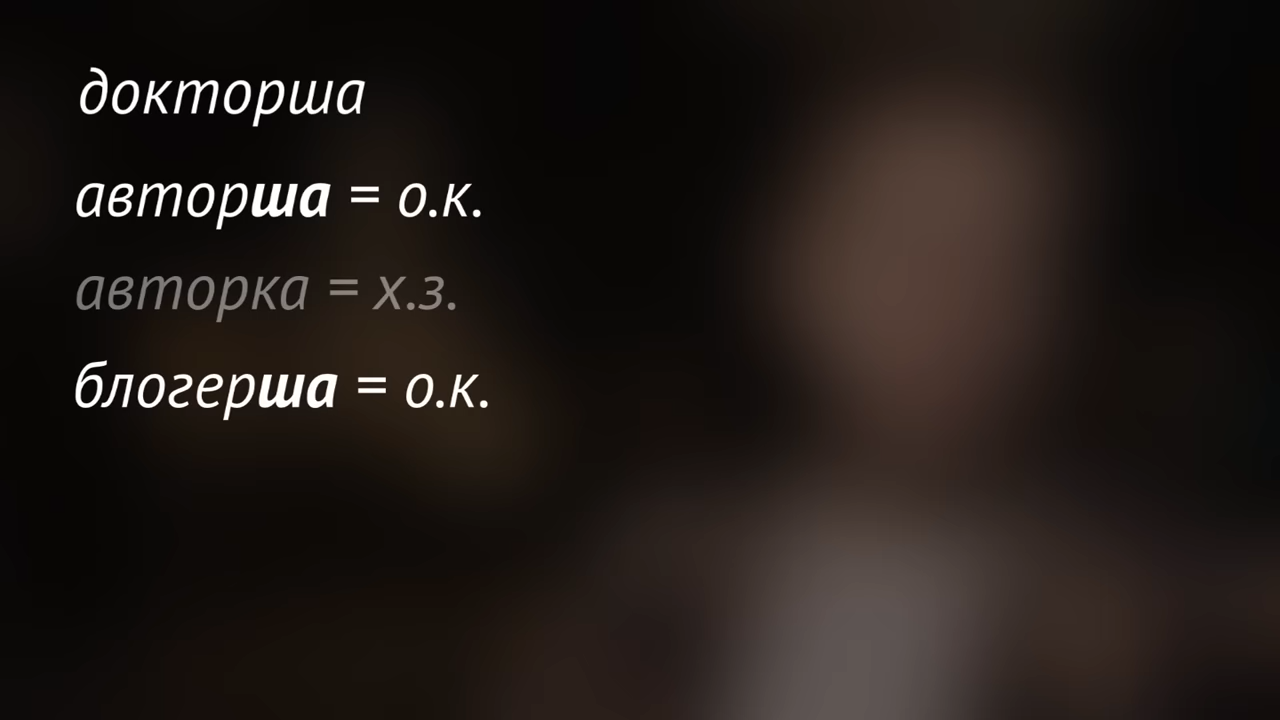 докторша
авторша = о.к.
авторка = х.з.
блогерша = о.к.